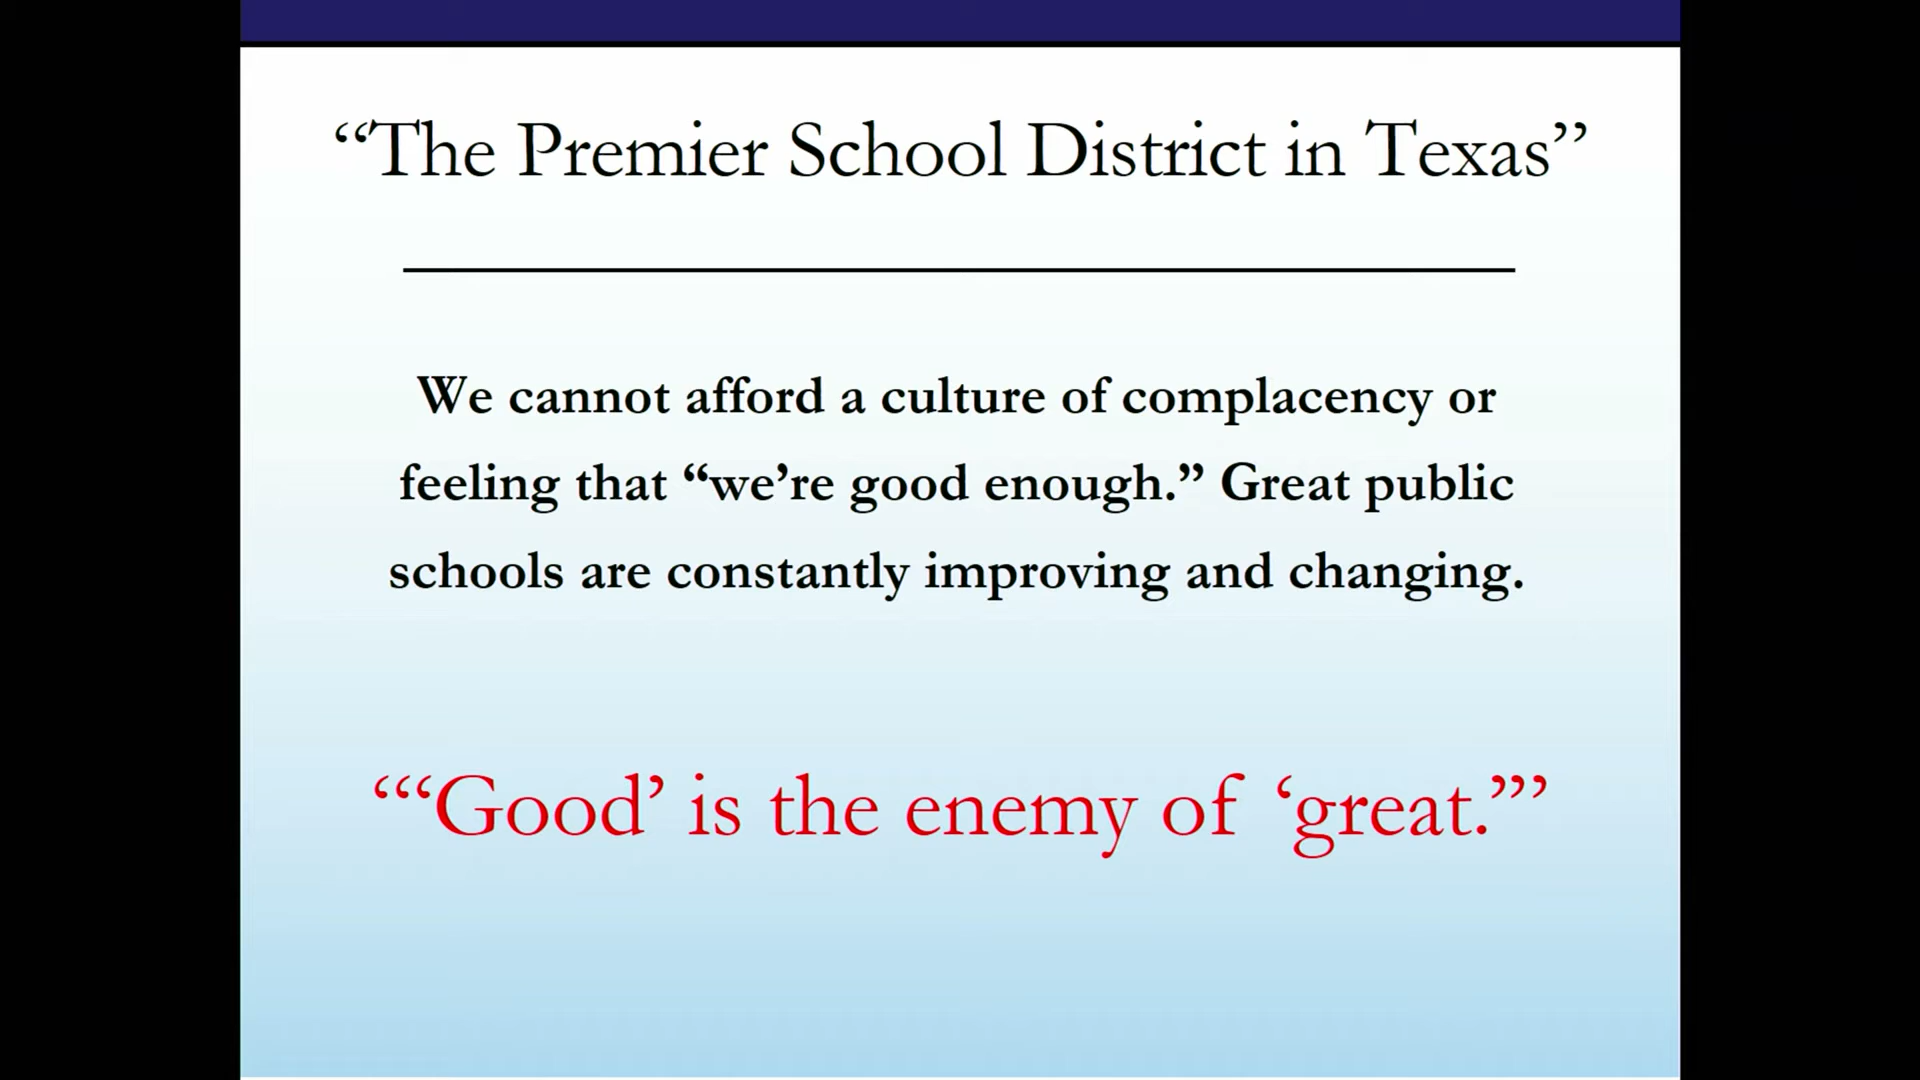 “The Premier School District in Texas”
We cannot afford a culture of complacency or
feeling that “we’re good enough.” Great public
schools are constantly improving and changing.
“‘“Good’ is the enemy of ‘great.”’